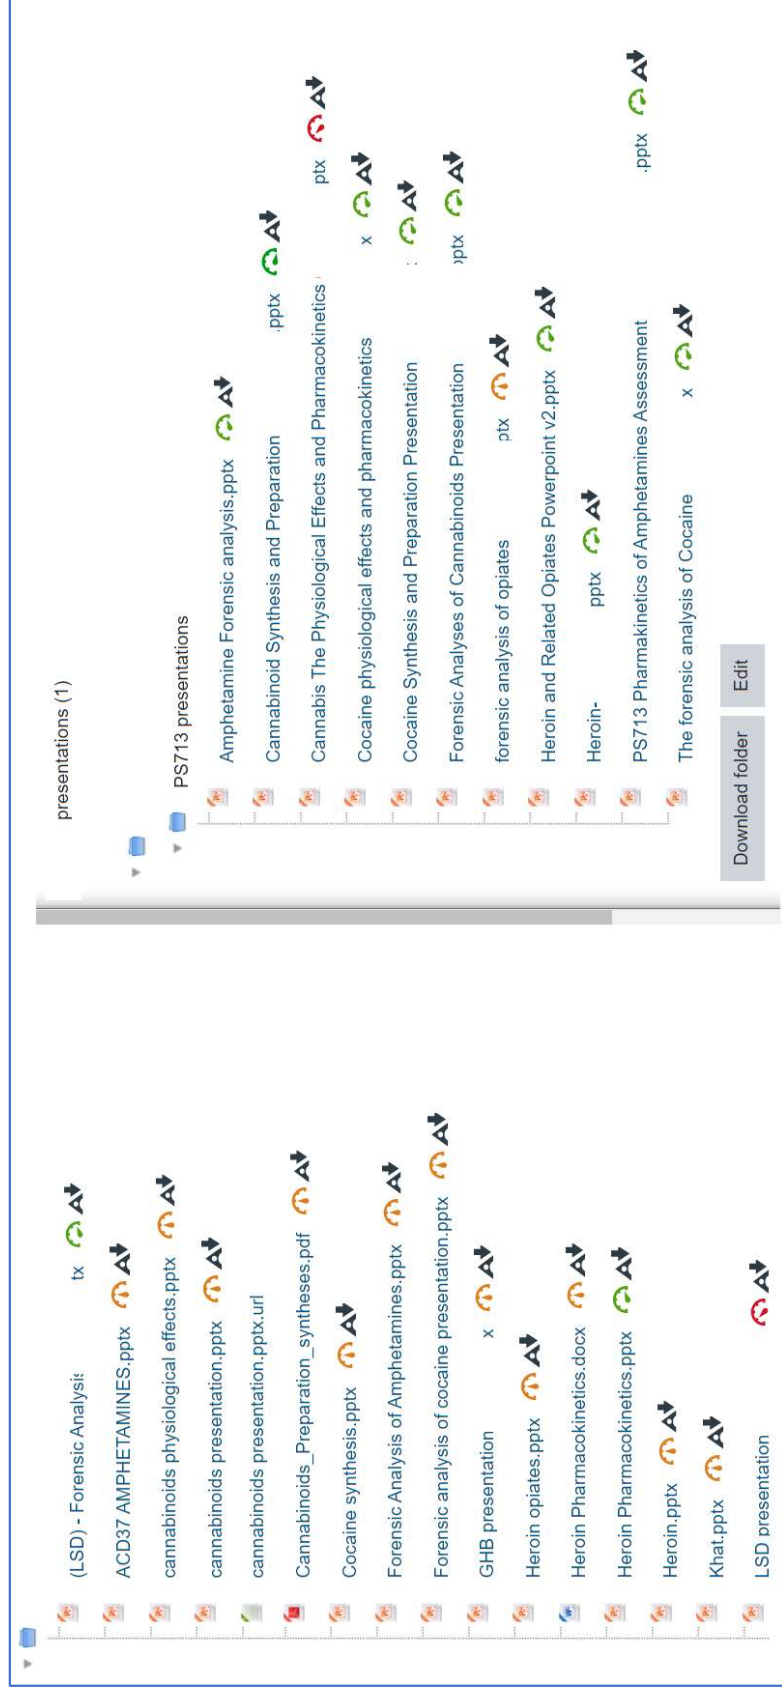 (LSD) - Forensic Analysis tx
ACD37 AMPHETAMINES.pptx
cannabinoids physiological effects.pptx
cannabinoids presentation.pptx
cannabinoids presentation.pptx.url
Cannabinoids_Preparation_syntheses.pdf
Cocaine synthesis.pptx
Forensic Analysis of Amphetamines.pptx
Forensic analysis of cocaine presentation.pptx
GHB presentation x
Heroin opiates.pptx
Heroin Pharmacokinetics.docx
Heroin Pharmacokinetics.pptx
Heroin.pptx
Khat.pptx
LSD presentation
presentations (1)
PS713 presentations
Amphetamine Forensic analysis.pptx
Cannabinoid Synthesis and Preparation .pptx
Cannabis The Physiological Effects and Pharmacokinetics ptx
Cocaine physiological effects and pharmacokinetics x
Cocaine Synthesis and Preparation Presentation
Forensic Analyses of Cannabinoids Presentation pptx
forensic analysis of opiates ptx
Heroin and Related Opiates Powerpoint v2.pptx
Heroin- pptx
PS713 Pharmakinetics of Amphetamines Assessment .pptx
The forensic analysis of Cocaine x
Download folder Edit